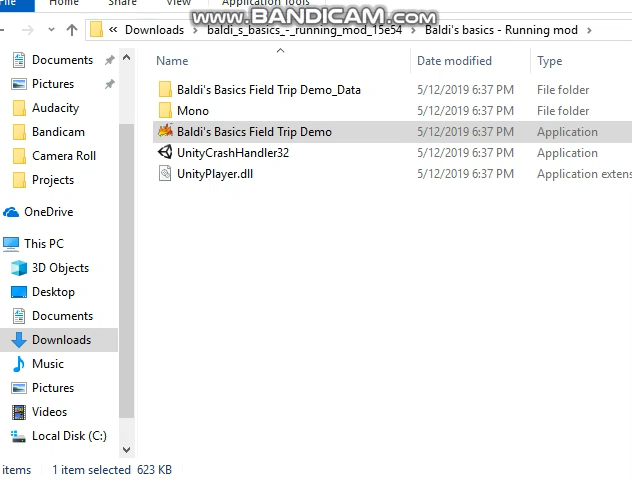 File Home Share View Application Tools
WWW.BANDICAM.COM
« Downloads > baldi_s_basics_-_running_mod_15e54 > Baldi's basics - Running mod >
Name Date modified Type
Documents
Pictures
Audacity
Bandicam
Camera Roll
Projects
OneDrive
This PC
3D Objects
Desktop
Documents
Downloads
Music
Pictures
Videos
Local Disk (C:)
Baldi's Basics Field Trip Demo_Data 5/12/2019 6:37 PM File folder
Mono 5/12/2019 6:37 PM File folder
Baldi's Basics Field Trip Demo 5/12/2019 6:37 PM Application
UnityCrashHandler32 5/12/2019 6:37 PM Application
UnityPlayer.dll 5/12/2019 6:37 PM Application extens
items 1 item selected 623 KB